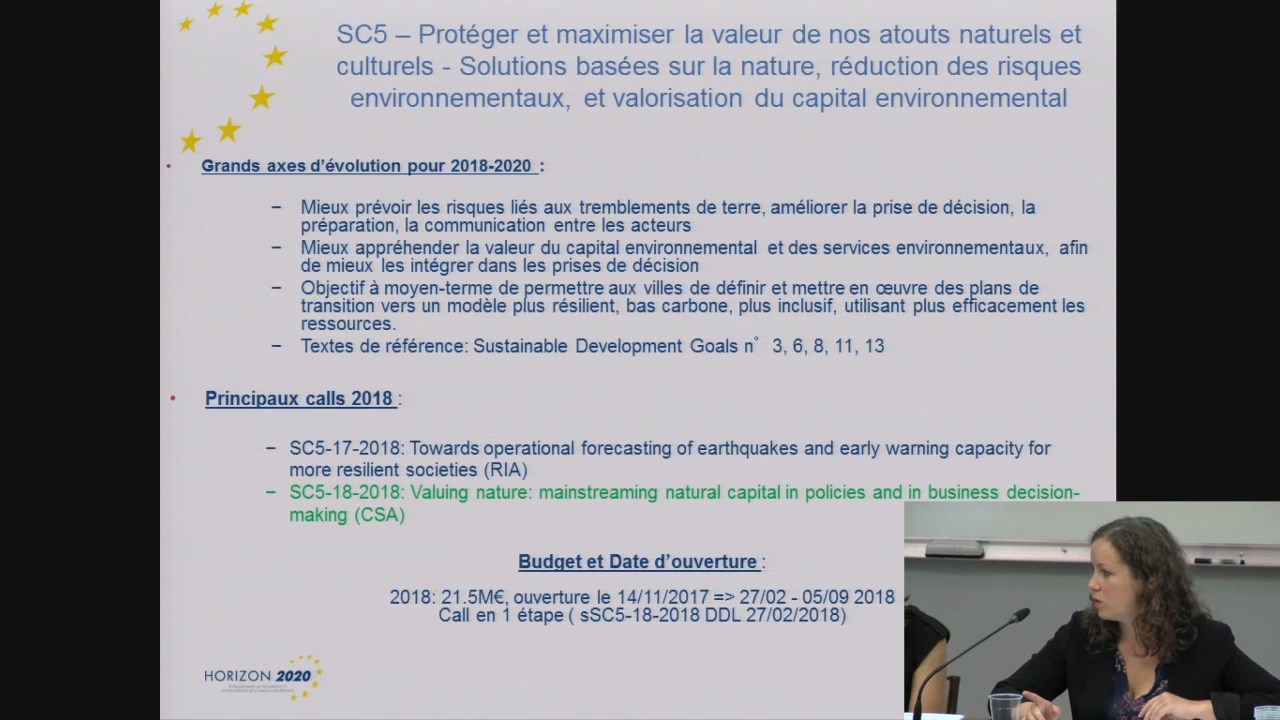 SC5 – Protéger et maximiser la valeur de nos atouts naturels et
culturels - Solutions basées sur la nature, réduction des risques
environnementaux, et valorisation du capital environnemental
• Grands axes d'évolution pour 2018-2020 :
– Mieux prévoir les risques liés aux tremblements de terre, améliorer la prise de décision, la
préparation, la communication entre les acteurs
– Mieux appréhender la valeur du capital environnemental et des services environnementaux, afin
de mieux les intégrer dans les prises de décision
– Objectif à moyen-terme de permettre aux villes de définir et mettre en œuvre des plans de
transition vers un modèle plus résilient, bas carbone, plus inclusif, utilisant plus efficacement les
ressources.
– Textes de référence: Sustainable Development Goals n° 3, 6, 8, 11, 13
• Principaux calls 2018 :
– SC5-17-2018: Towards operational forecasting of earthquakes and early warning capacity for
more resilient societies (RIA)
– SC5-18-2018: Valuing nature: mainstreaming natural capital in policies and in business decision-
making (CSA)
Budget et Date d'ouverture :
2018: 21.5M€, ouverture le 14/11/2017 => 27/02 - 05/09 2018
Call en 1 étape ( sSC5-18-2018 DDL 27/02/2018)
HORIZON 2020